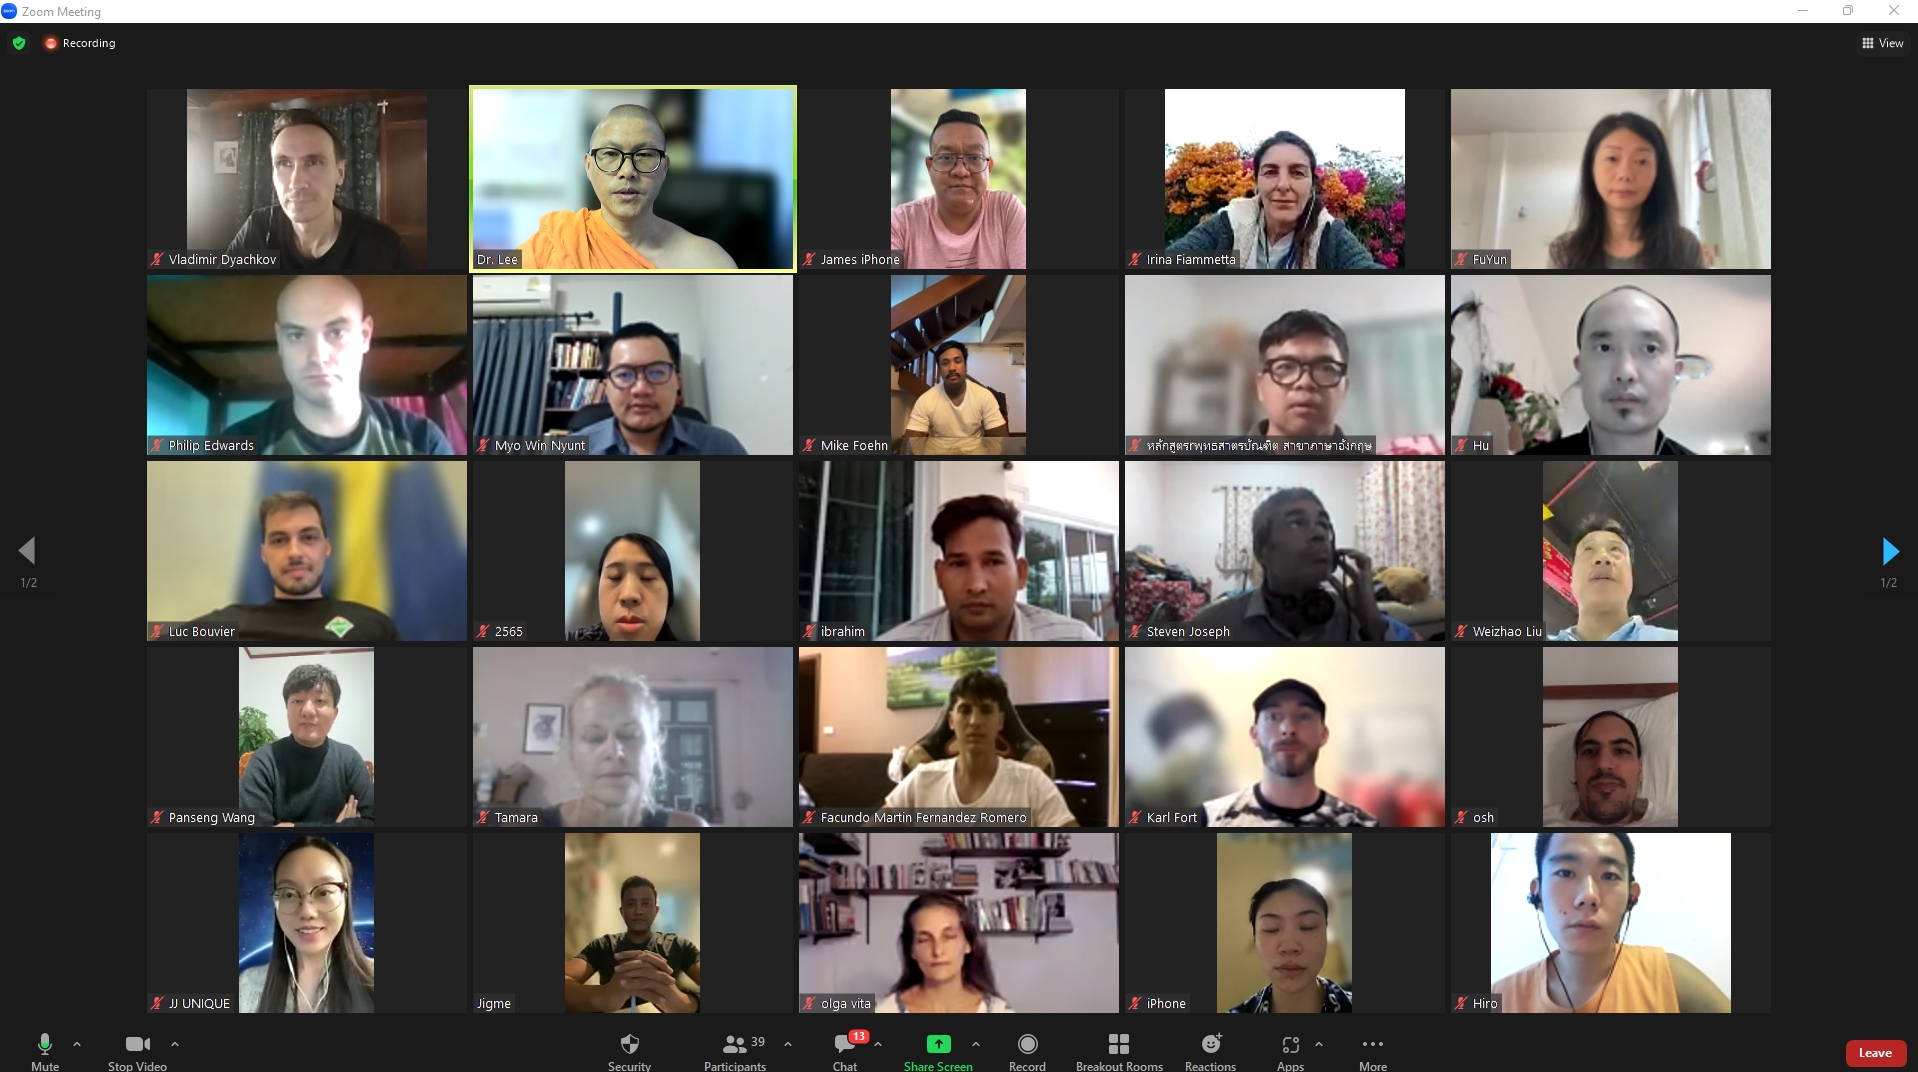 Zoom Meeting
Recording
View
Vladimir Dyachkov
Dr. Lee
James iPhone
Irina Fiammetta
FuYun
Philip Edwards
Myo Win Nyunt
Mike Foehn
หลักสูตรพุทธสาตรบัณฑิต สาขาภาษาอังกฤษ
Hu
Luc Bouvier
2565
ibrahim
Steven Joseph
Weizhao Liu
1/2
1/2
Panseng Wang
Tamara
Facundo Martin Fernandez Romero
Karl Fort
osh
JJ UNIQUE
Jigme
olga vita
iPhone
Hiro
39
13
Mute
Stop Video
Security
Participants
Chat
Share Screen
Record
Breakout Rooms
Reactions
Apps
More
Leave